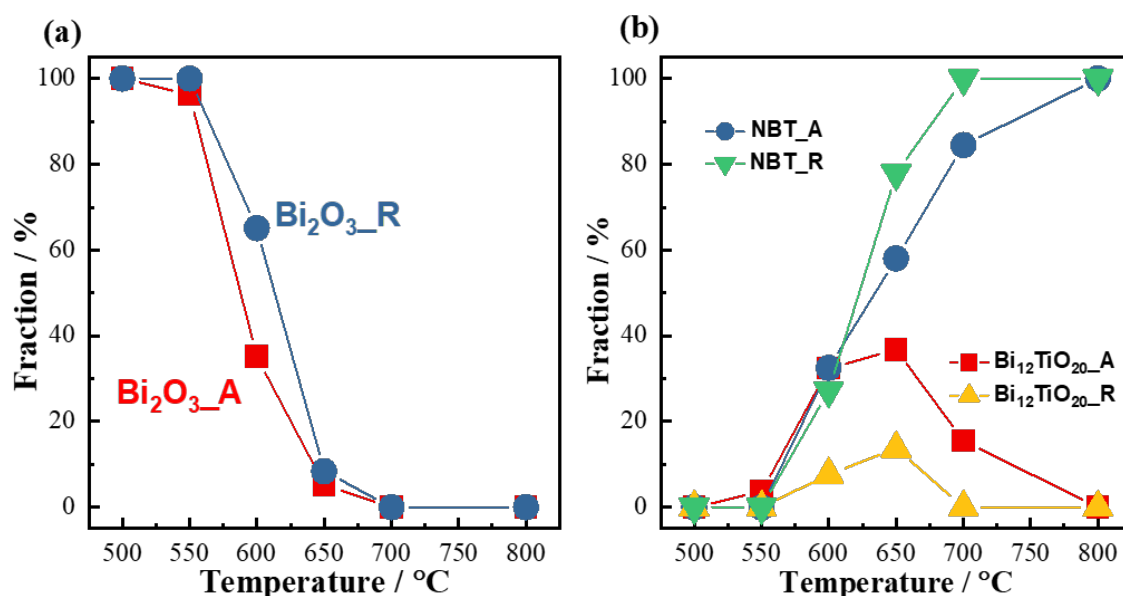 (a)
Fraction / %
100
80
60
40
20
0
Bi₂O₃_R
Bi₂O₃_A
500 550 600 650 700 750 800
Temperature / °C
(b)
Fraction / %
100
80
60
40
20
0
NBT_A
NBT_R
Bi₁₂TiO₂₀_A
Bi₁₂TiO₂₀_R
500 550 600 650 700 750 800
Temperature / °C